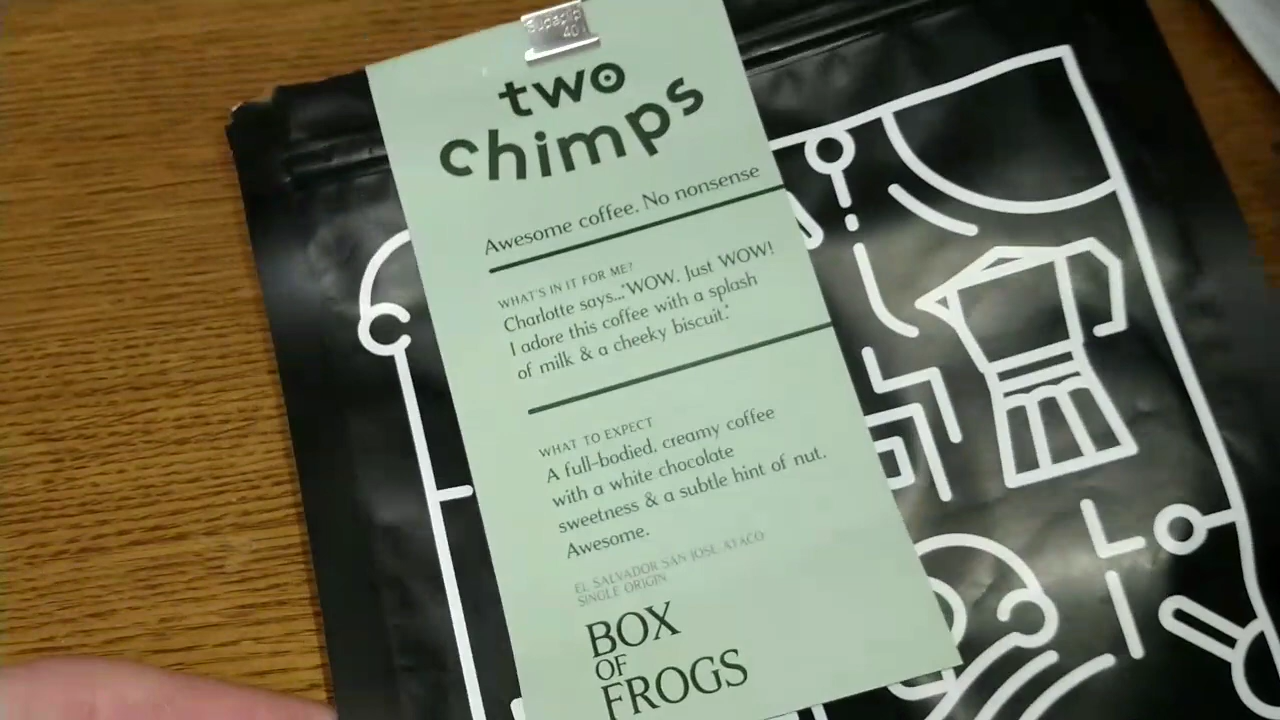 Supaclip
40
two
chimps
Awesome coffee. No nonsense
WHAT'S IN IT FOR ME?
Charlotte says..."WOW. Just WOW!
I adore this coffee with a splash
of milk & a cheeky biscuit."
WHAT TO EXPECT
A full-bodied, creamy coffee
with a white chocolate
sweetness & a subtle hint of nut.
Awesome.
EL SALVADOR SAN JOSE, ATACO
SINGLE ORIGIN
BOX
OF
FROGS